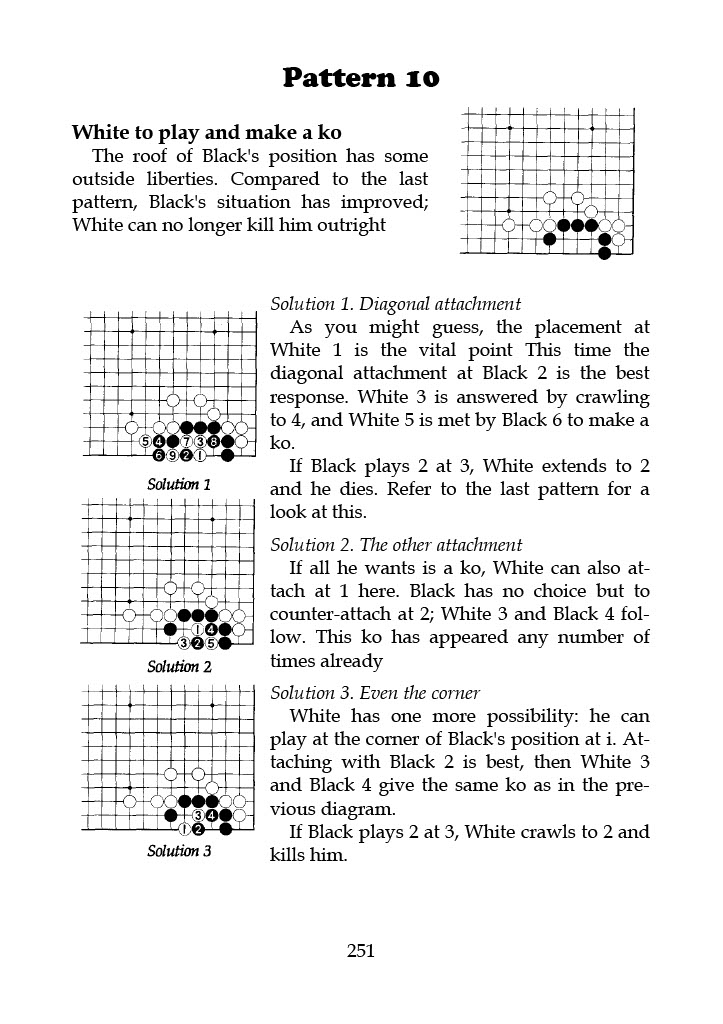 Pattern 10
White to play and make a ko
The roof of Black's position has some
outside liberties. Compared to the last
pattern, Black's situation has improved;
White can no longer kill him outright
Solution 1. Diagonal attachment
As you might guess, the placement at
White 1 is the vital point This time the
diagonal attachment at Black 2 is the best
response. White 3 is answered by crawling
to 4, and White 5 is met by Black 6 to make a
ko.
If Black plays 2 at 3, White extends to 2
and he dies. Refer to the last pattern for a
look at this.
5 4 7 3 8
6 9 2 1
Solution 1
Solution 2. The other attachment
If all he wants is a ko, White can also at-
tach at 1 here. Black has no choice but to
counter-attach at 2; White 3 and Black 4 fol-
low. This ko has appeared any number of
times already
1 4
3 2 5
Solution 2
Solution 3. Even the corner
White has one more possibility: he can
play at the corner of Black's position at i. At-
taching with Black 2 is best, then White 3
and Black 4 give the same ko as in the pre-
vious diagram.
If Black plays 2 at 3, White crawls to 2 and
kills him.
3 4
1 2
Solution 3
251